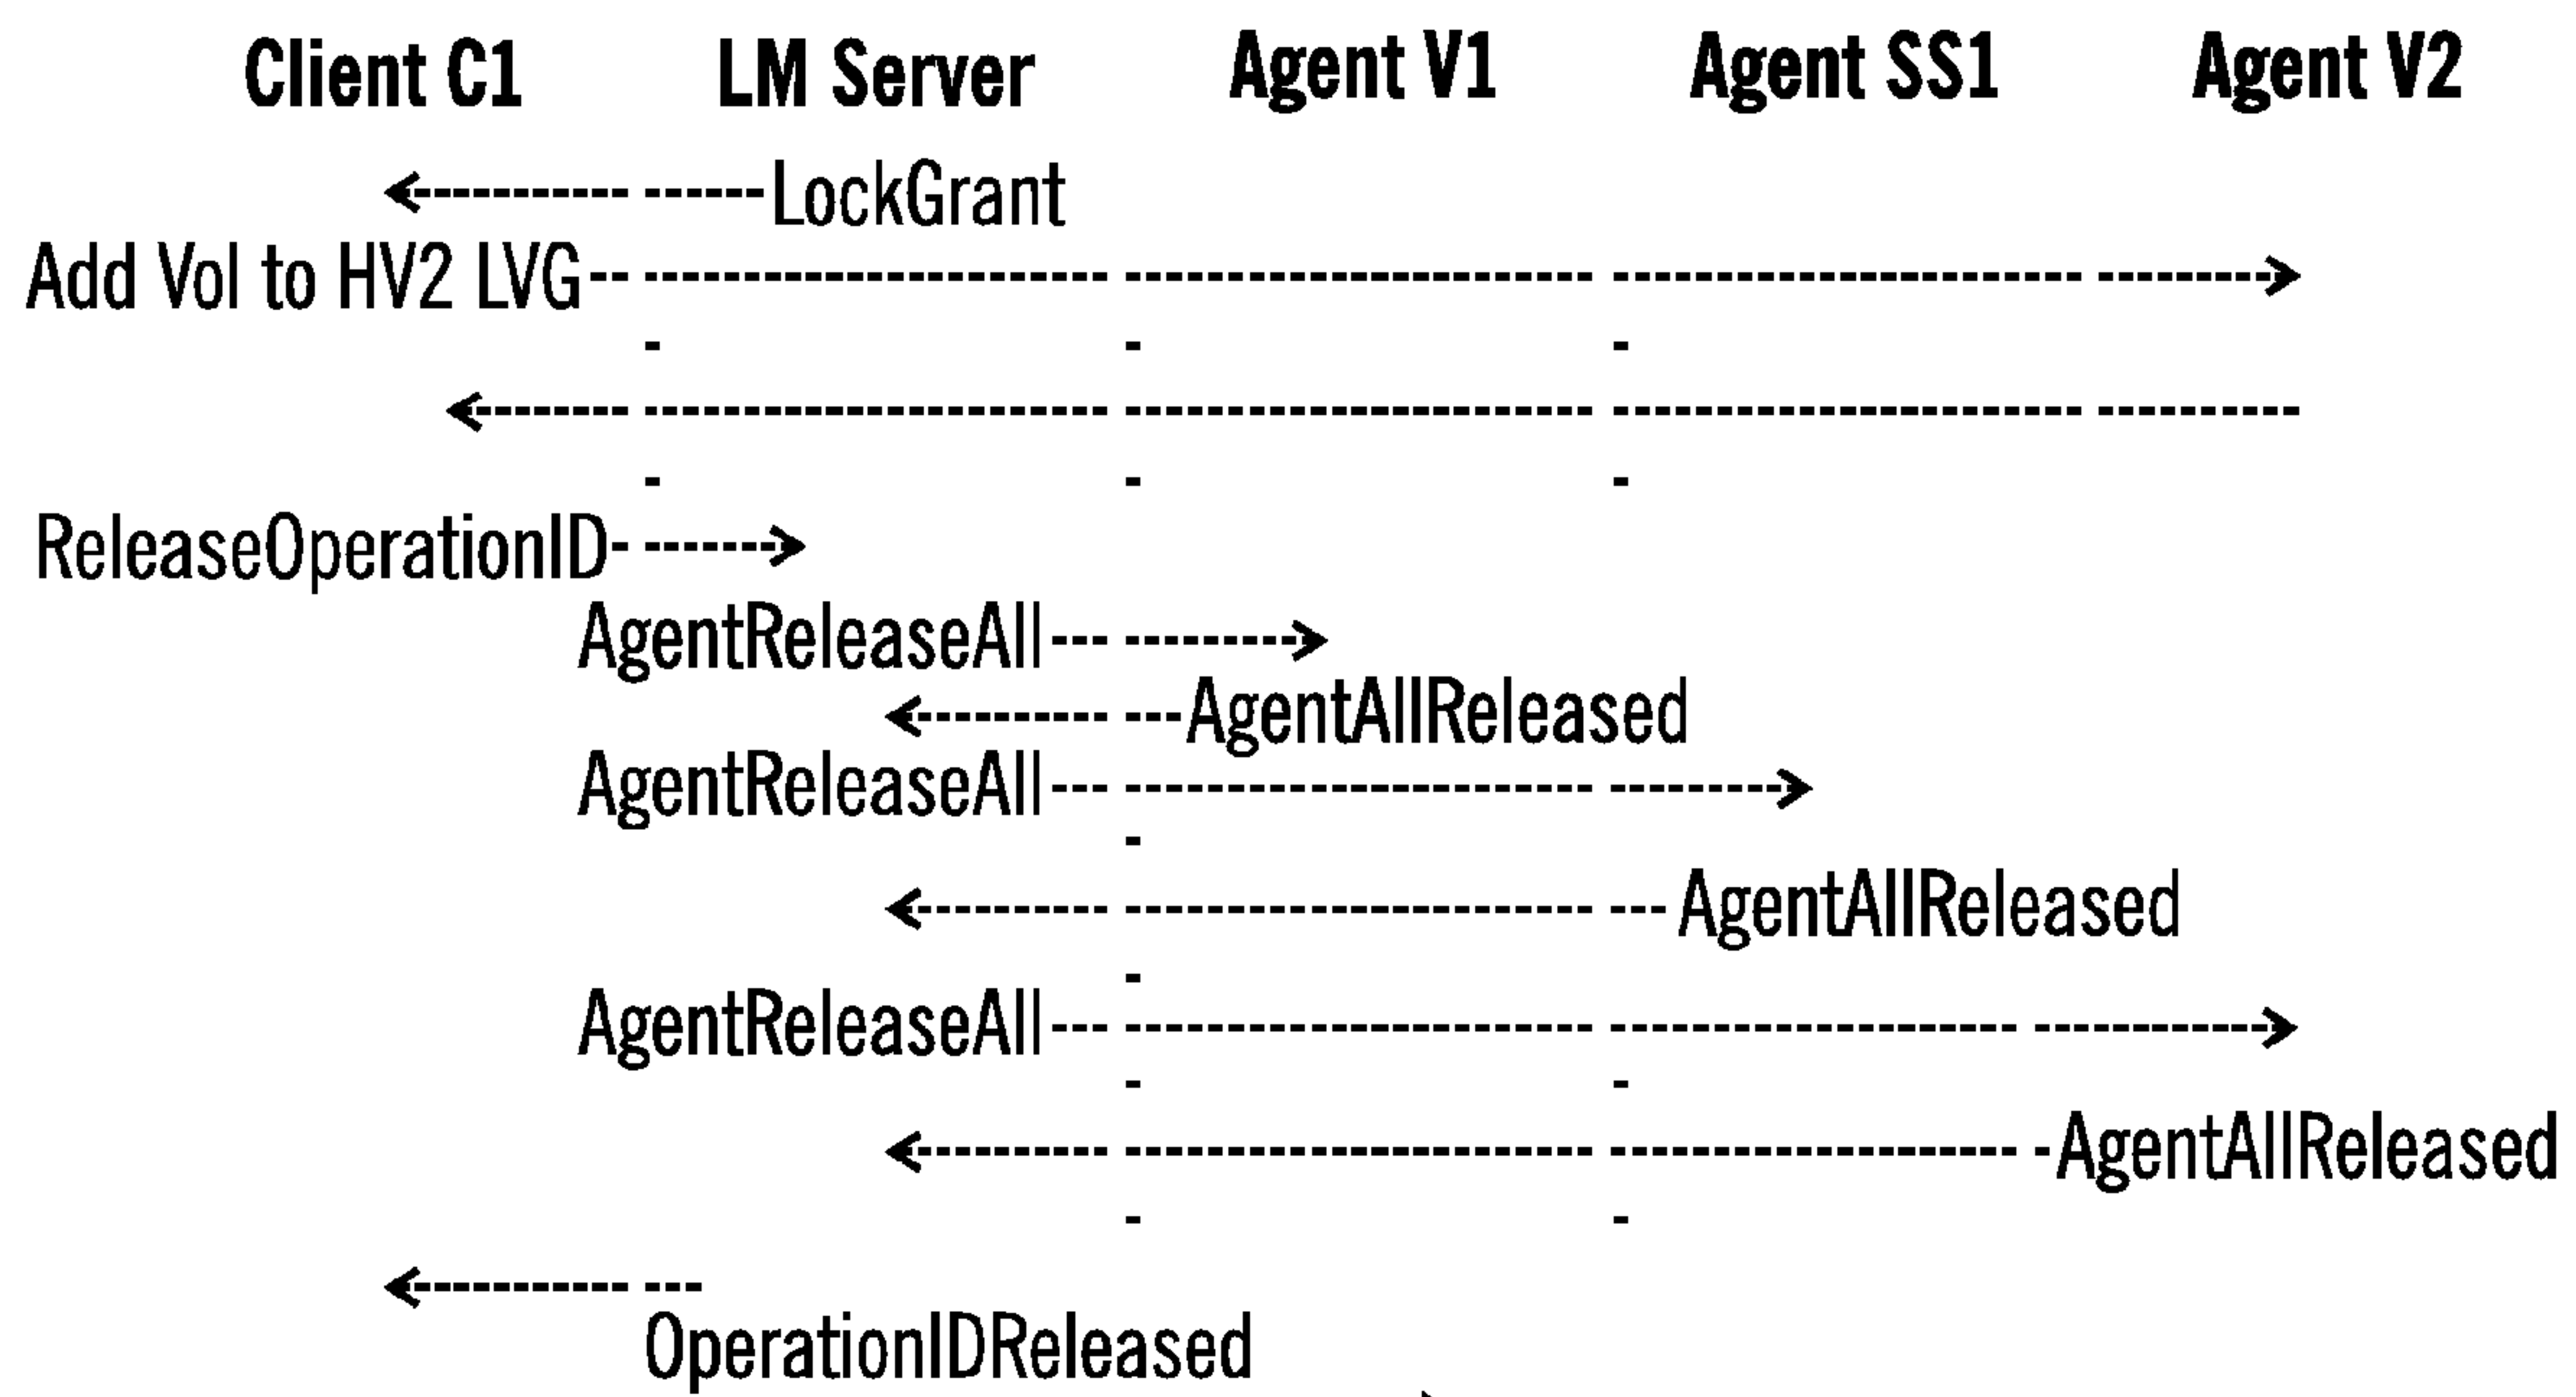 Client C1 LM Server Agent V1 Agent SS1 Agent V2
LockGrant
Add Vol to HV2 LVG
ReleaseOperationID
AgentReleaseAll
AgentAllReleased
AgentReleaseAll
AgentAllReleased
AgentReleaseAll
AgentAllReleased
OperationIDReleased